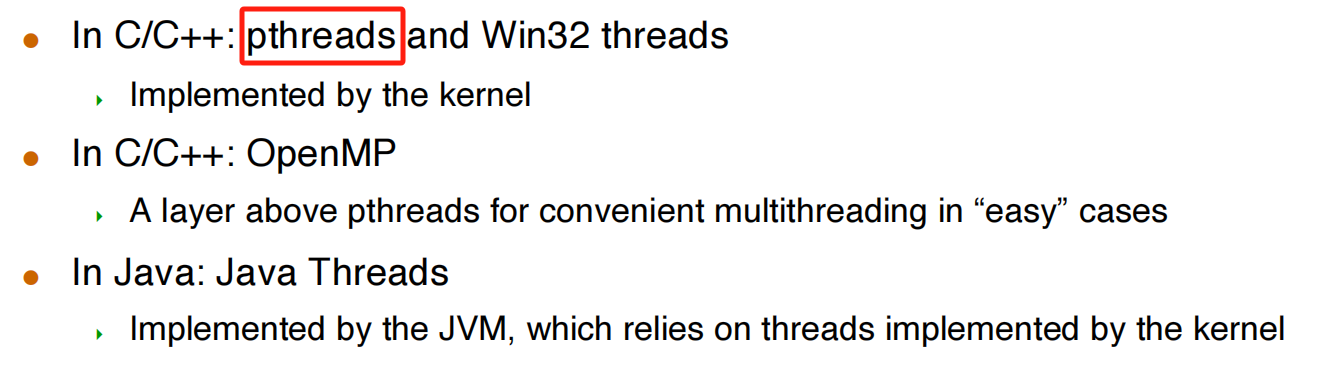 In C/C++: pthreads and Win32 threads
Implemented by the kernel
In C/C++: OpenMP
A layer above pthreads for convenient multithreading in “easy” cases
In Java: Java Threads
Implemented by the JVM, which relies on threads implemented by the kernel